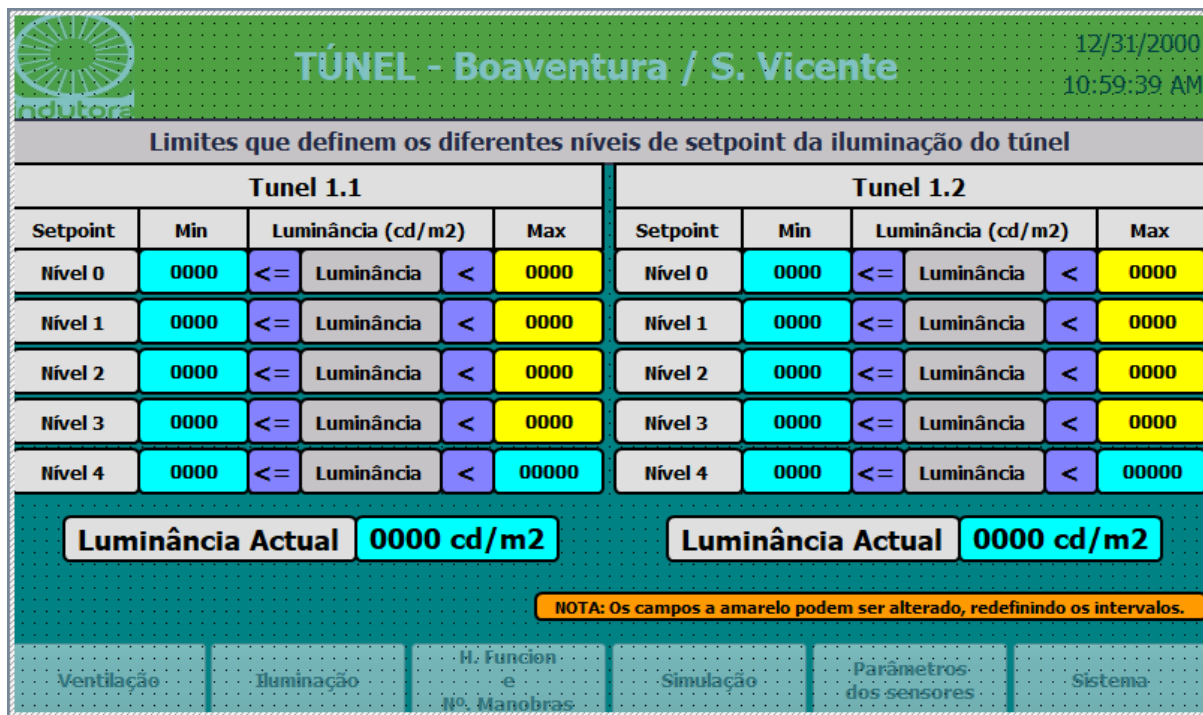 ndutora
TÚNEL - Boaventura / S. Vicente
12/31/2000
10:59:39 AM
Limites que definem os diferentes níveis de setpoint da iluminação do túnel
Tunel 1.1 Tunel 1.2
Setpoint Min Luminância (cd/m2) Max Setpoint Min Luminância (cd/m2) Max
Nível 0 0000 <= Luminância < 0000 Nível 0 0000 <= Luminância < 0000
Nível 1 0000 <= Luminância < 0000 Nível 1 0000 <= Luminância < 0000
Nível 2 0000 <= Luminância < 0000 Nível 2 0000 <= Luminância < 0000
Nível 3 0000 <= Luminância < 0000 Nível 3 0000 <= Luminância < 0000
Nível 4 0000 <= Luminância < 00000 Nível 4 0000 <= Luminância < 00000
Luminância Actual 0000 cd/m2 Luminância Actual 0000 cd/m2
NOTA: Os campos a amarelo podem ser alterado, redefinindo os intervalos.
Ventilação
Iluminação
H. Funcion
e
Nº. Manobras
Simulação
Parâmetros
dos sensores
Sistema